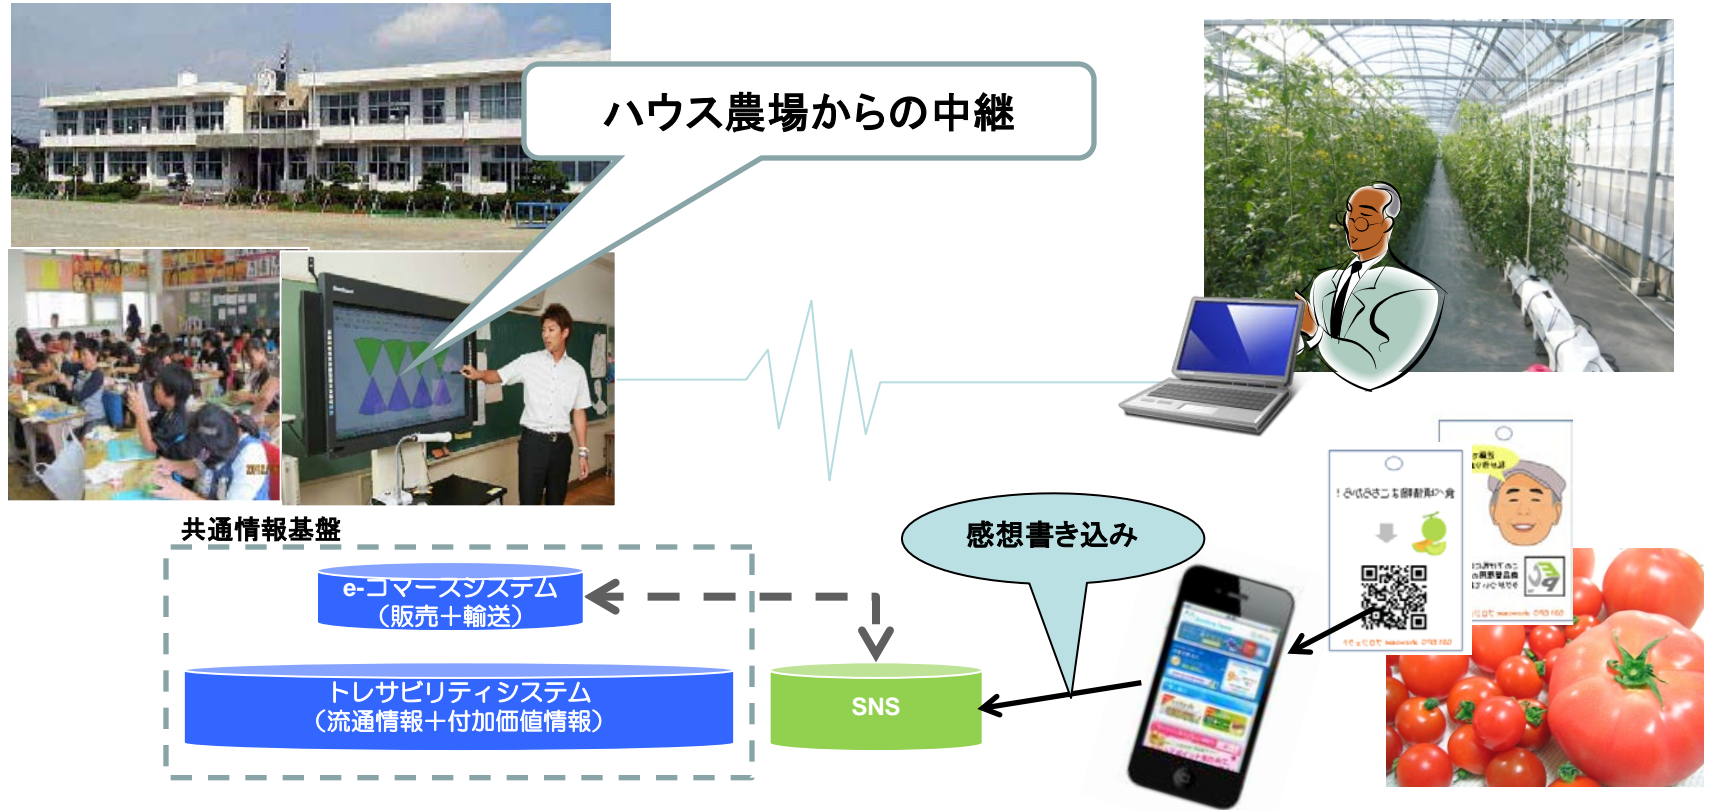 ハウス農場からの中継
共通情報基盤
e-コマースシステム
（販売＋輸送）
トレサビリティシステム
（流通情報＋付加価値情報）
SNS
感想書き込み